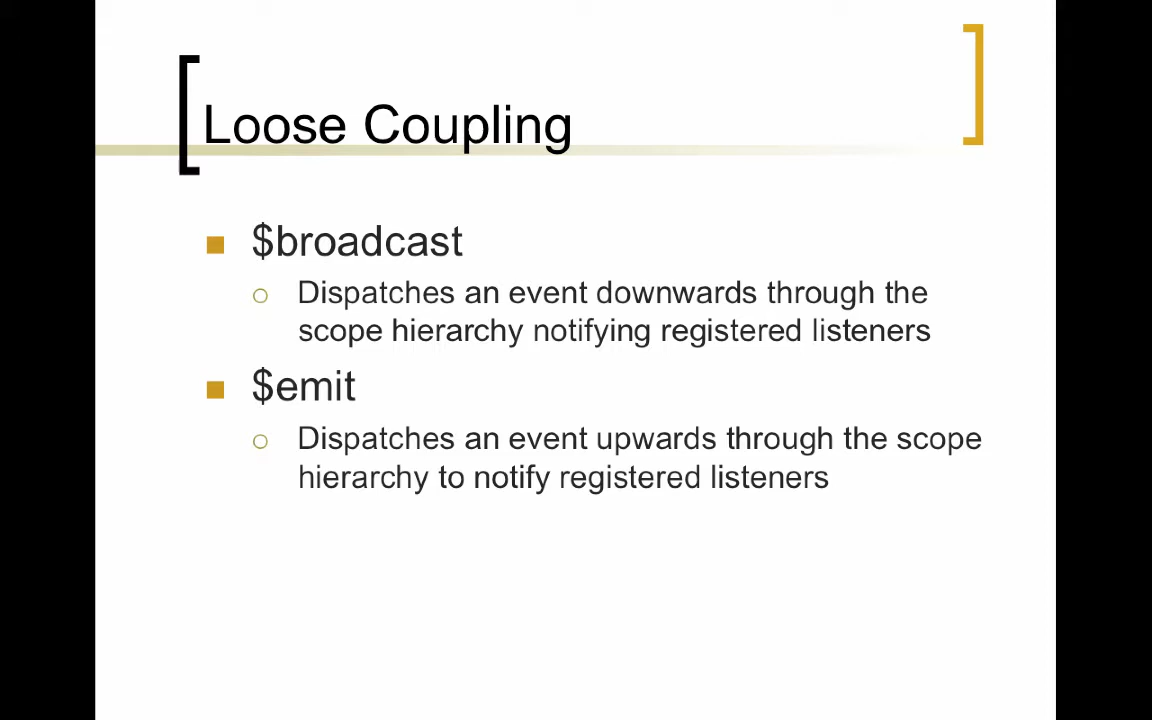 Loose Coupling
$broadcast
Dispatches an event downwards through the
scope hierarchy notifying registered listeners
$emit
Dispatches an event upwards through the scope
hierarchy to notify registered listeners